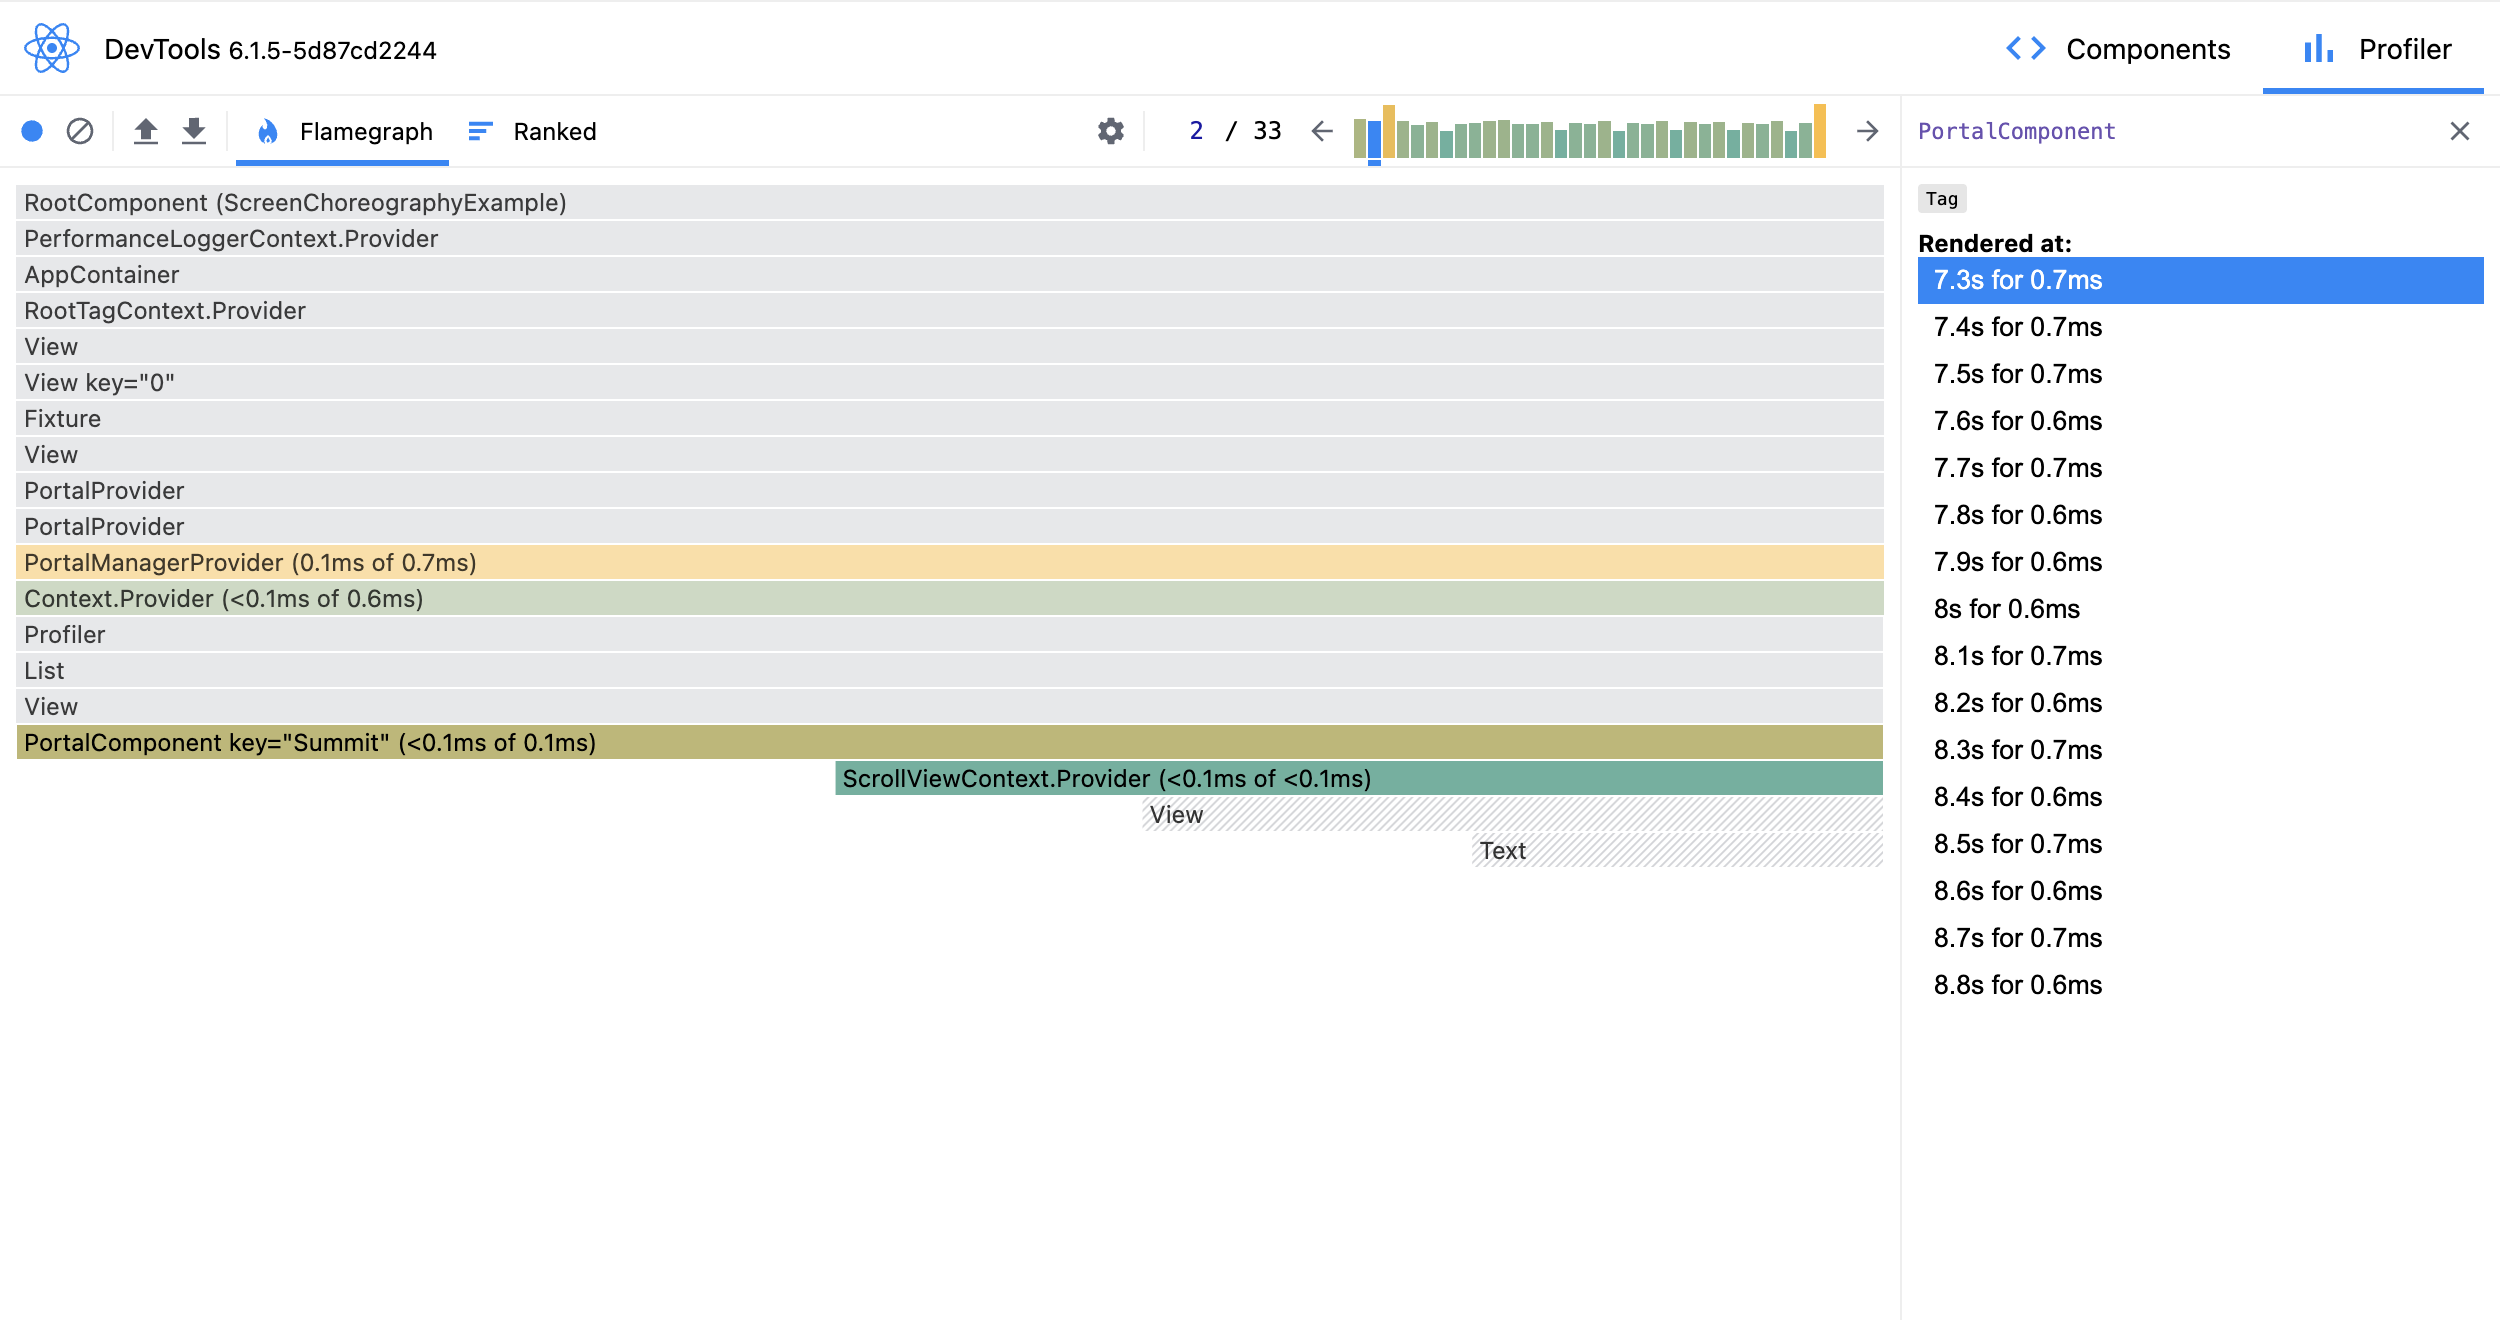 DevTools 6.1.5-5d87cd2244
Components
Profiler
Flamegraph
Ranked
2 / 33
PortalComponent
RootComponent (ScreenChoreographyExample)
PerformanceLoggerContext.Provider
AppContainer
RootTagContext.Provider
View
View key="0"
Fixture
View
PortalProvider
PortalProvider
PortalManagerProvider (0.1ms of 0.7ms)
Context.Provider (<0.1ms of 0.6ms)
Profiler
List
View
PortalComponent key="Summit" (<0.1ms of 0.1ms)
ScrollViewContext.Provider (<0.1ms of <0.1ms)
View
Text
Tag
Rendered at:
7.3s for 0.7ms
7.4s for 0.7ms
7.5s for 0.7ms
7.6s for 0.6ms
7.7s for 0.7ms
7.8s for 0.6ms
7.9s for 0.6ms
8s for 0.6ms
8.1s for 0.7ms
8.2s for 0.6ms
8.3s for 0.7ms
8.4s for 0.6ms
8.5s for 0.7ms
8.6s for 0.6ms
8.7s for 0.7ms
8.8s for 0.6ms